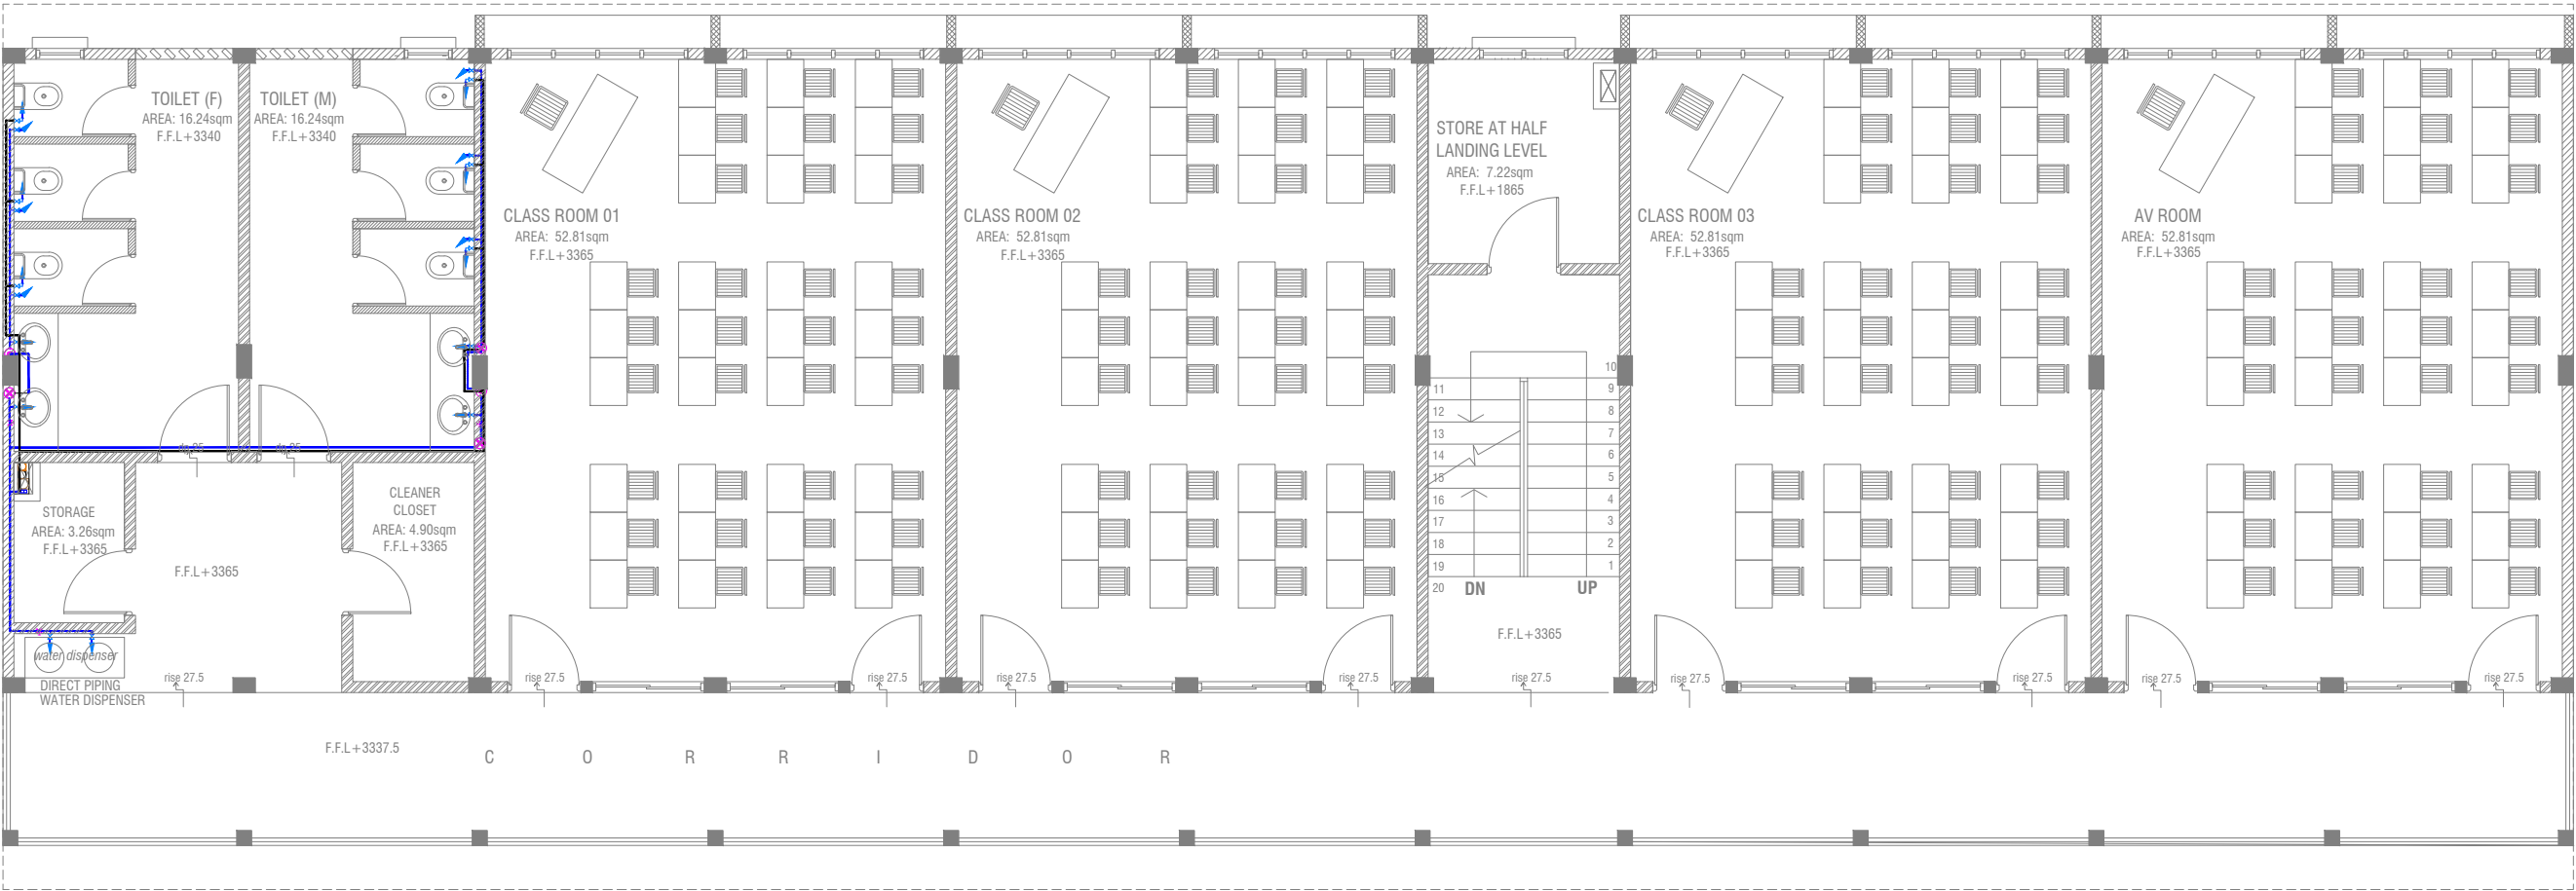 TOILET (F)
AREA: 16.24sqm
F.F.L+3340
TOILET (M)
AREA: 16.24sqm
F.F.L+3340
CLASS ROOM 01
AREA: 52.81sqm
F.F.L+3365
CLASS ROOM 02
AREA: 52.81sqm
F.F.L+3365
STORE AT HALF
LANDING LEVEL
AREA: 7.22sqm
F.F.L+1865
CLASS ROOM 03
AREA: 52.81sqm
F.F.L+3365
AV ROOM
AREA: 52.81sqm
F.F.L+3365
10
11
9
12
8
13
7
14
6
15
5
16
4
17
3
18
2
19
1
20
DN
UP
F.F.L+3365
STORAGE
AREA: 3.26sqm
F.F.L+3365
F.F.L+3365
CLEANER
CLOSET
AREA: 4.90sqm
F.F.L+3365
water dispenser
DIRECT PIPING
WATER DISPENSER
rise 27.5
rise 27.5
rise 27.5
rise 27.5
rise 27.5
rise 27.5
rise 27.5
rise 27.5
rise 27.5
rise 27.5
F.F.L+3337.5
C O R R I D O R